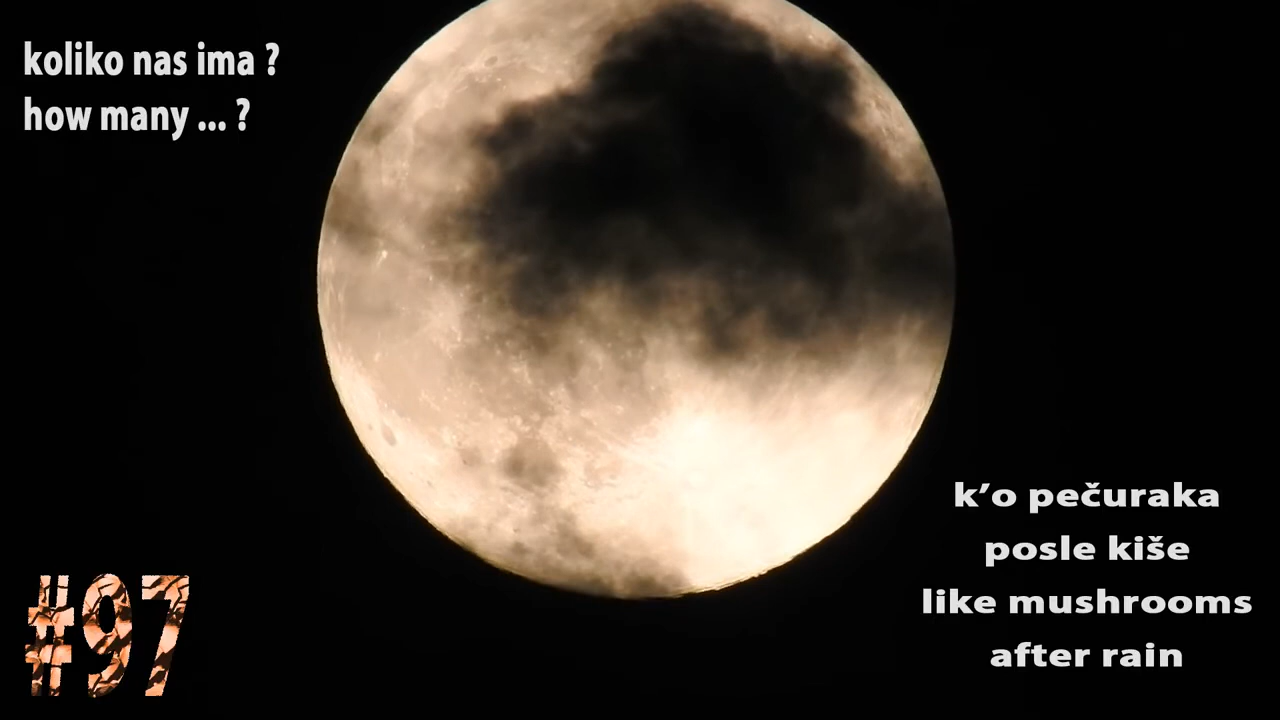 koliko nas ima ?
how many ... ?
k’o pečuraka
posle kiše
like mushrooms
after rain
#97